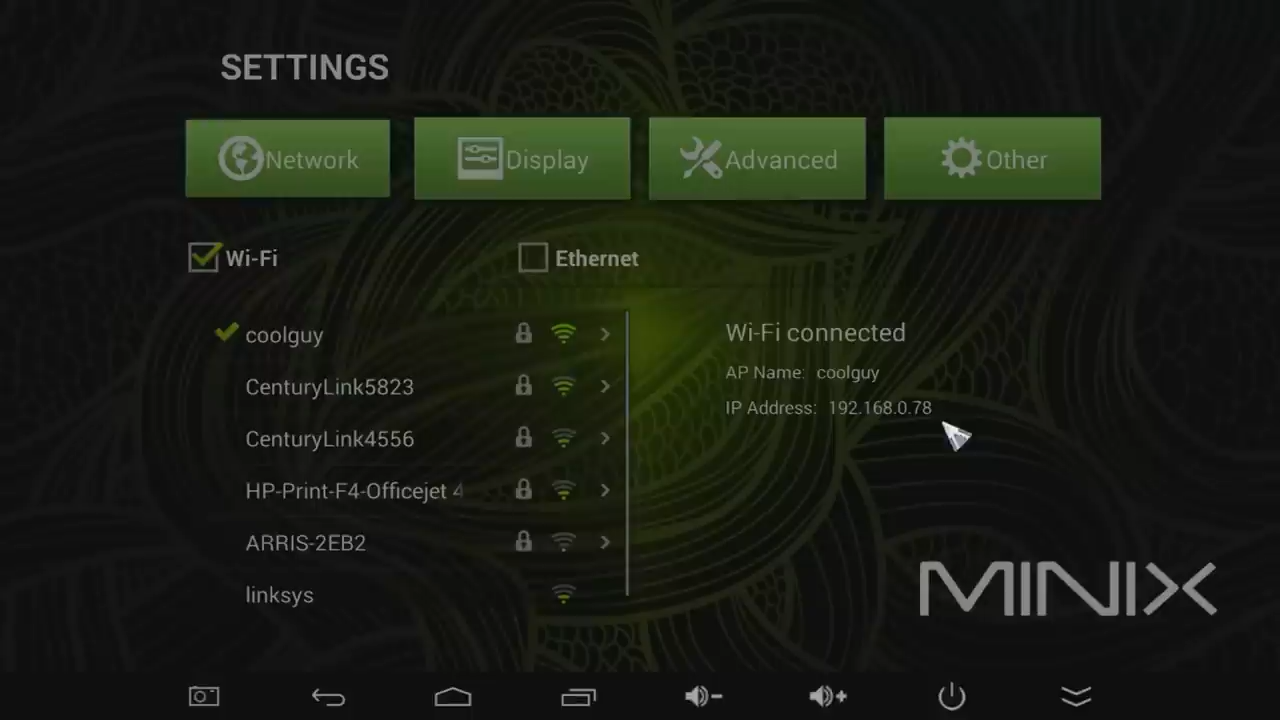 SETTINGS
Network
Display
Advanced
Other
Wi-Fi
Ethernet
coolguy
CenturyLink5823
CenturyLink4556
HP-Print-F4-Officejet 4
ARRIS-2EB2
linksys
Wi-Fi connected
AP Name: coolguy
IP Address: 192.168.0.78
MINIX